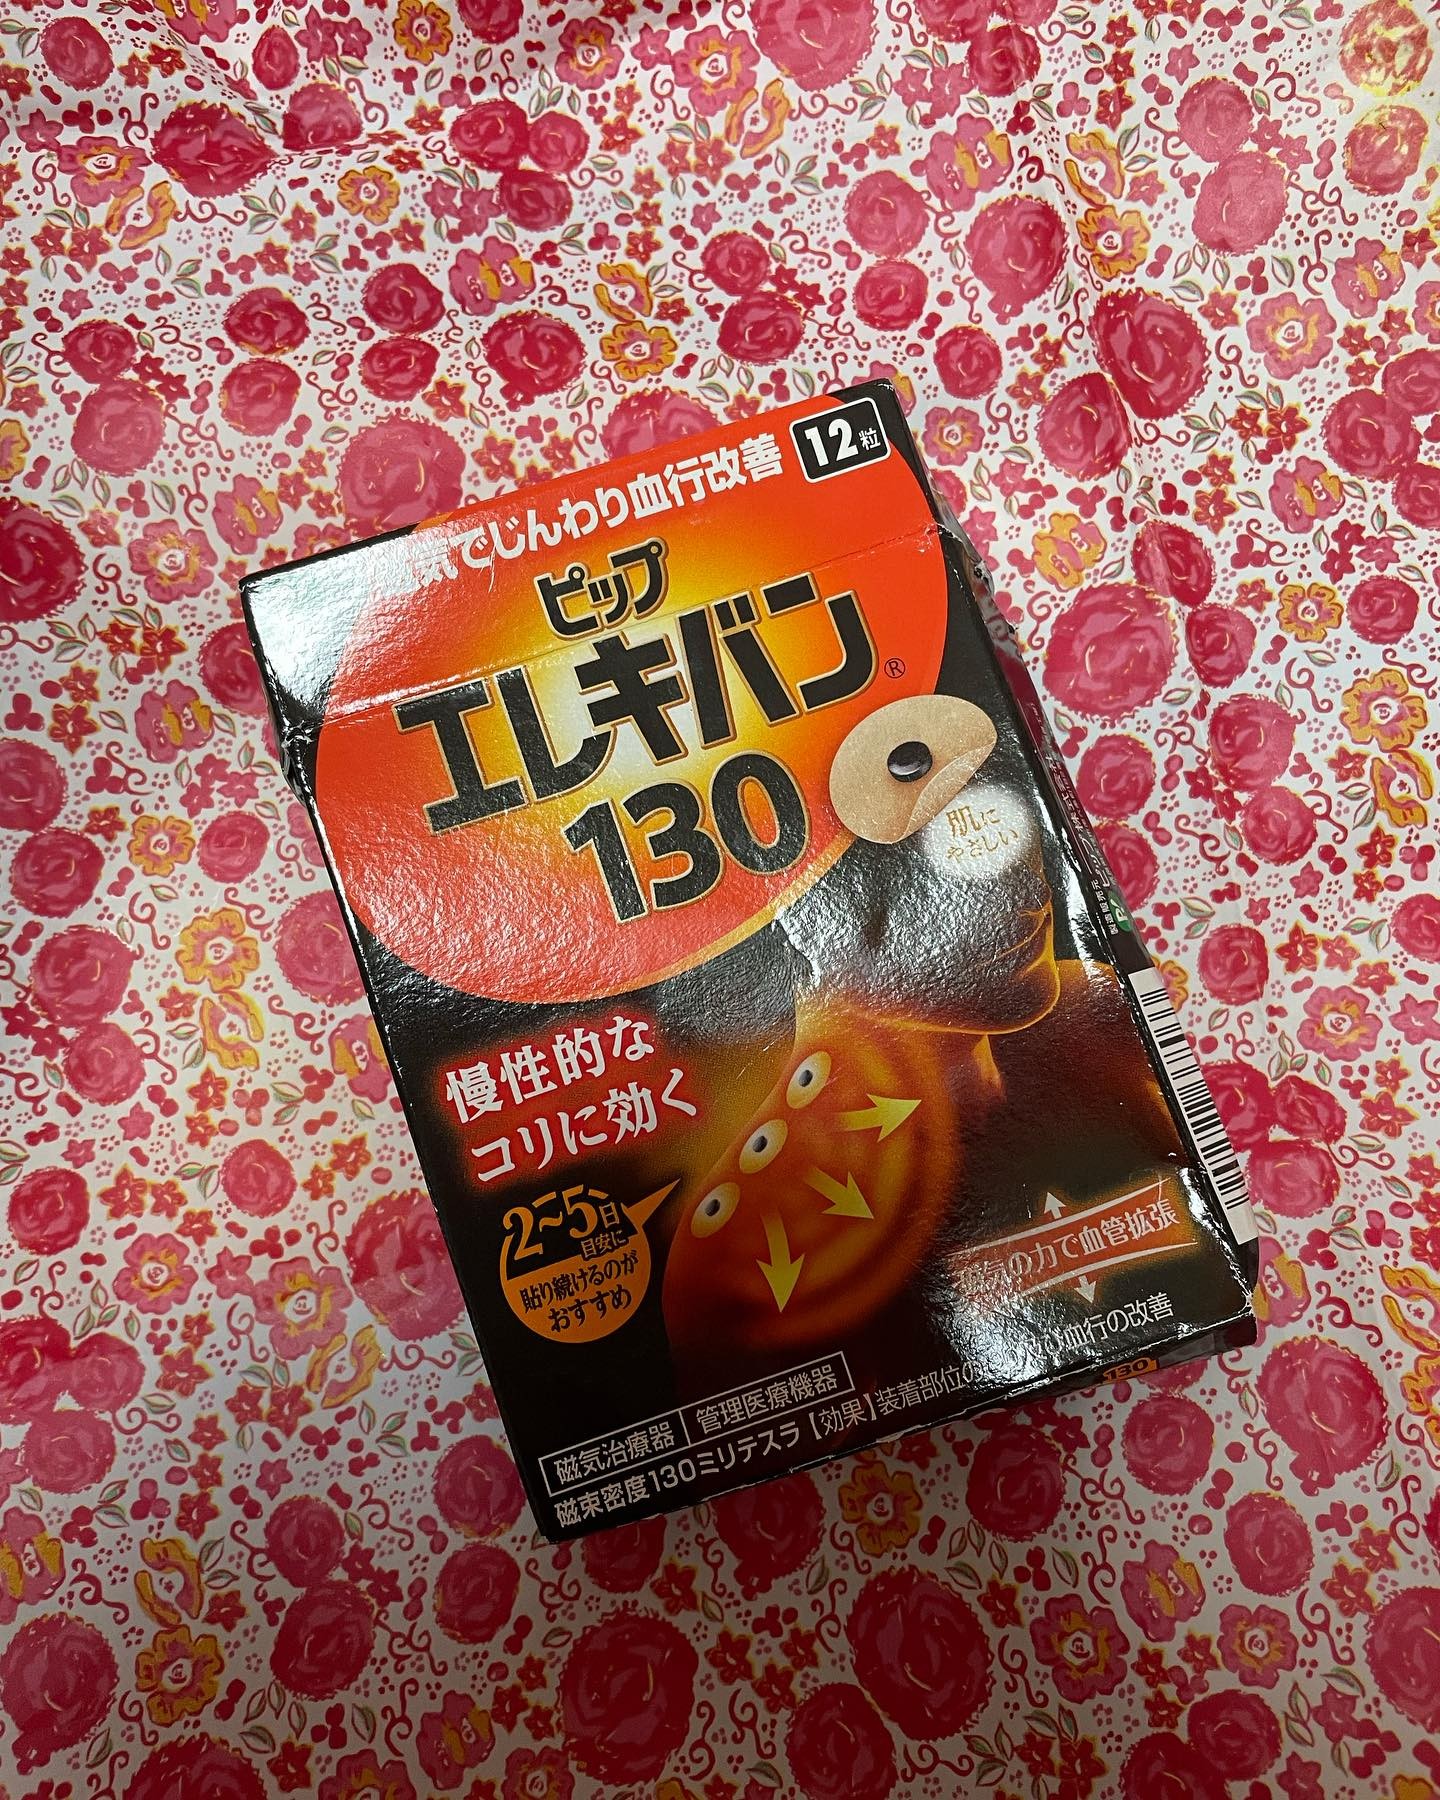 気でじんわり血行改善
12粒
ピップ
エレキバン®
130
肌に
やさしい
慢性的な
コリに効く
2~5日
目安に
貼り続けるのが
おすすめ
気の力で血管拡張
磁気治療器 管理医療機器
磁束密度130ミリテスラ【効果】装着部位の 血行の改善
130